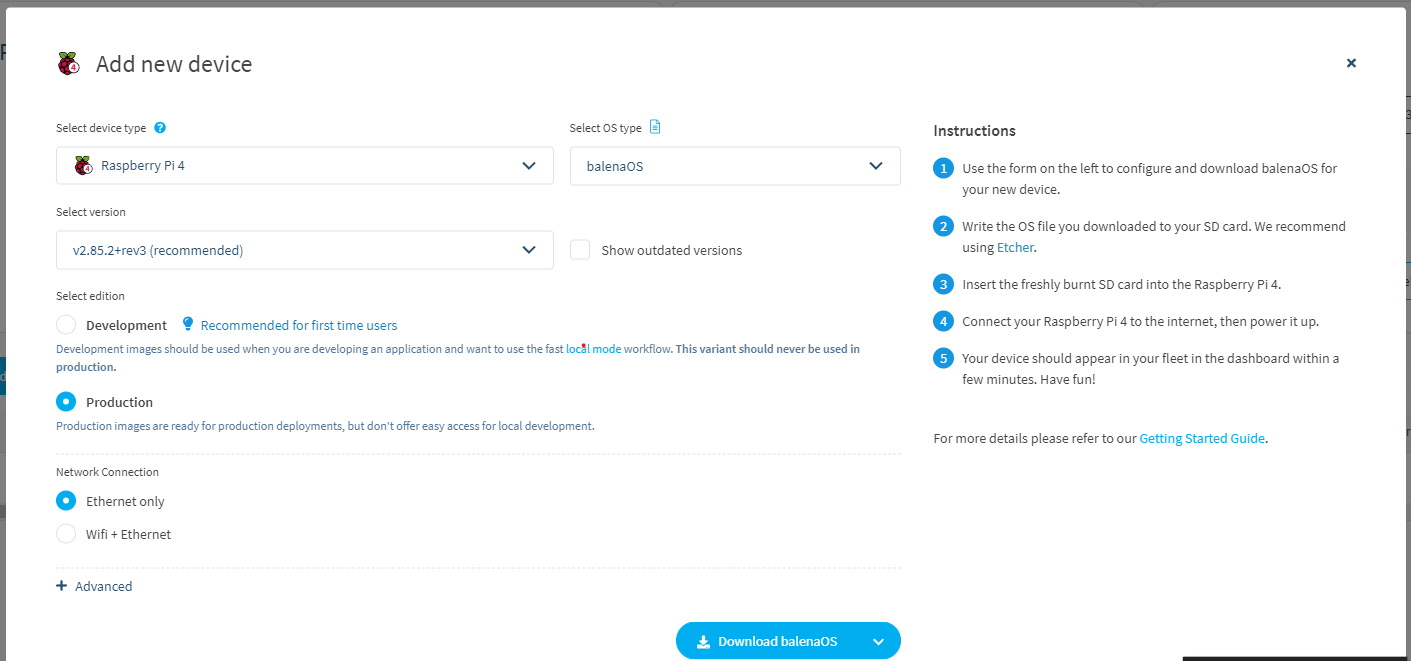 Add new device
Select device type
Raspberry Pi 4
Select OS type
balenaOS
Select version
v2.85.2+rev3 (recommended)
Show outdated versions
Select edition
Development Recommended for first time users
Development images should be used when you are developing an application and want to use the fast local mode workflow. This variant should never be used in
production.
Production
Production images are ready for production deployments, but don't offer easy access for local development.
Network Connection
Ethernet only
Wifi + Ethernet
+ Advanced
Download balenaOS
Instructions
1 Use the form on the left to configure and download balenaOS for
your new device.
2 Write the OS file you downloaded to your SD card. We recommend
using Etcher.
3 Insert the freshly burnt SD card into the Raspberry Pi 4.
4 Connect your Raspberry Pi 4 to the internet, then power it up.
5 Your device should appear in your fleet in the dashboard within a
few minutes. Have fun!
For more details please refer to our Getting Started Guide.